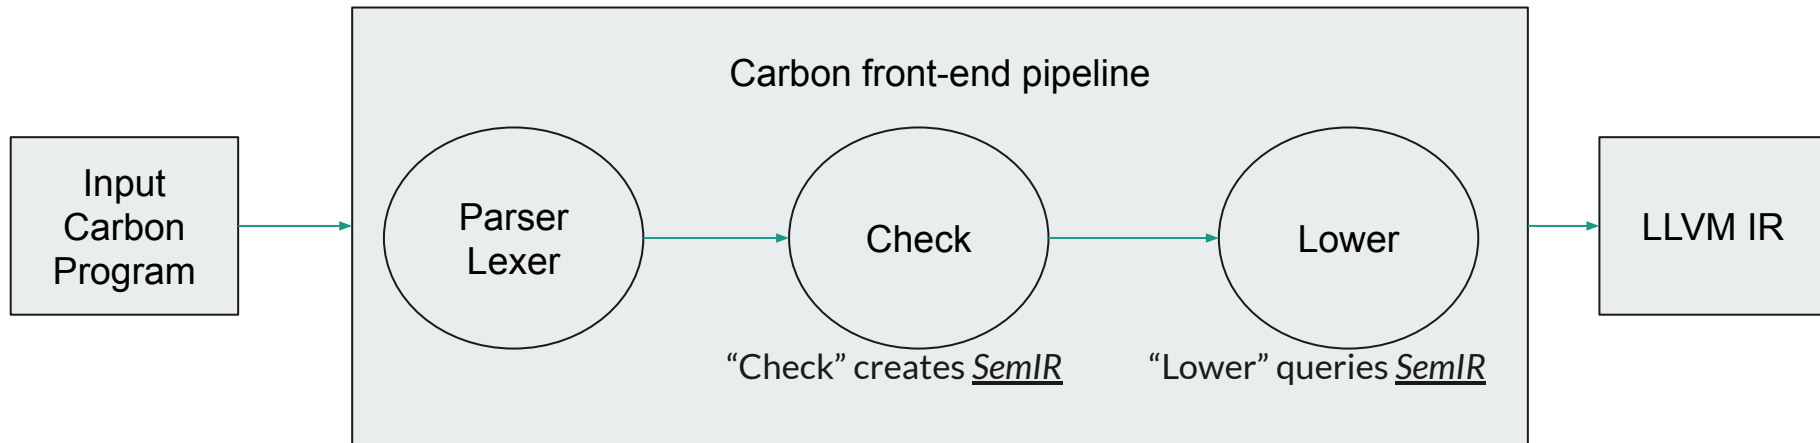 Carbon front-end pipeline
Input
Carbon
Program
Parser
Lexer
Check
Lower
LLVM IR
“Check” creates SemIR
“Lower” queries SemIR